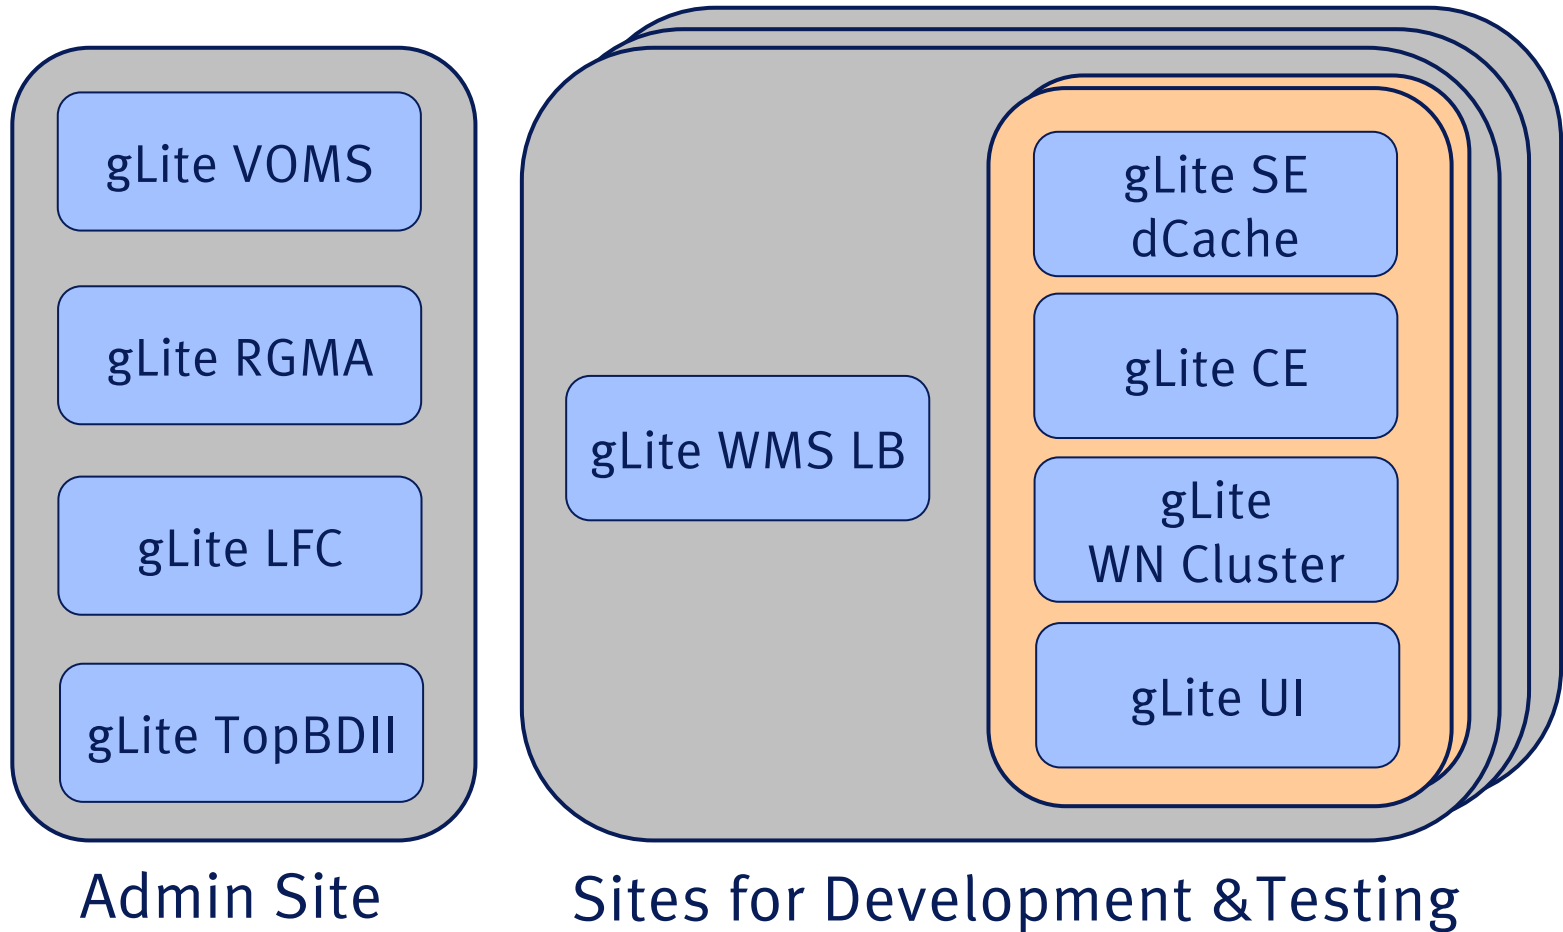 gLite VOMS
gLite RGMA
gLite LFC
gLite TopBDII
Admin Site
gLite WMS LB
gLite SE
dCache
gLite CE
gLite
WN Cluster
gLite UI
Sites for Development &Testing